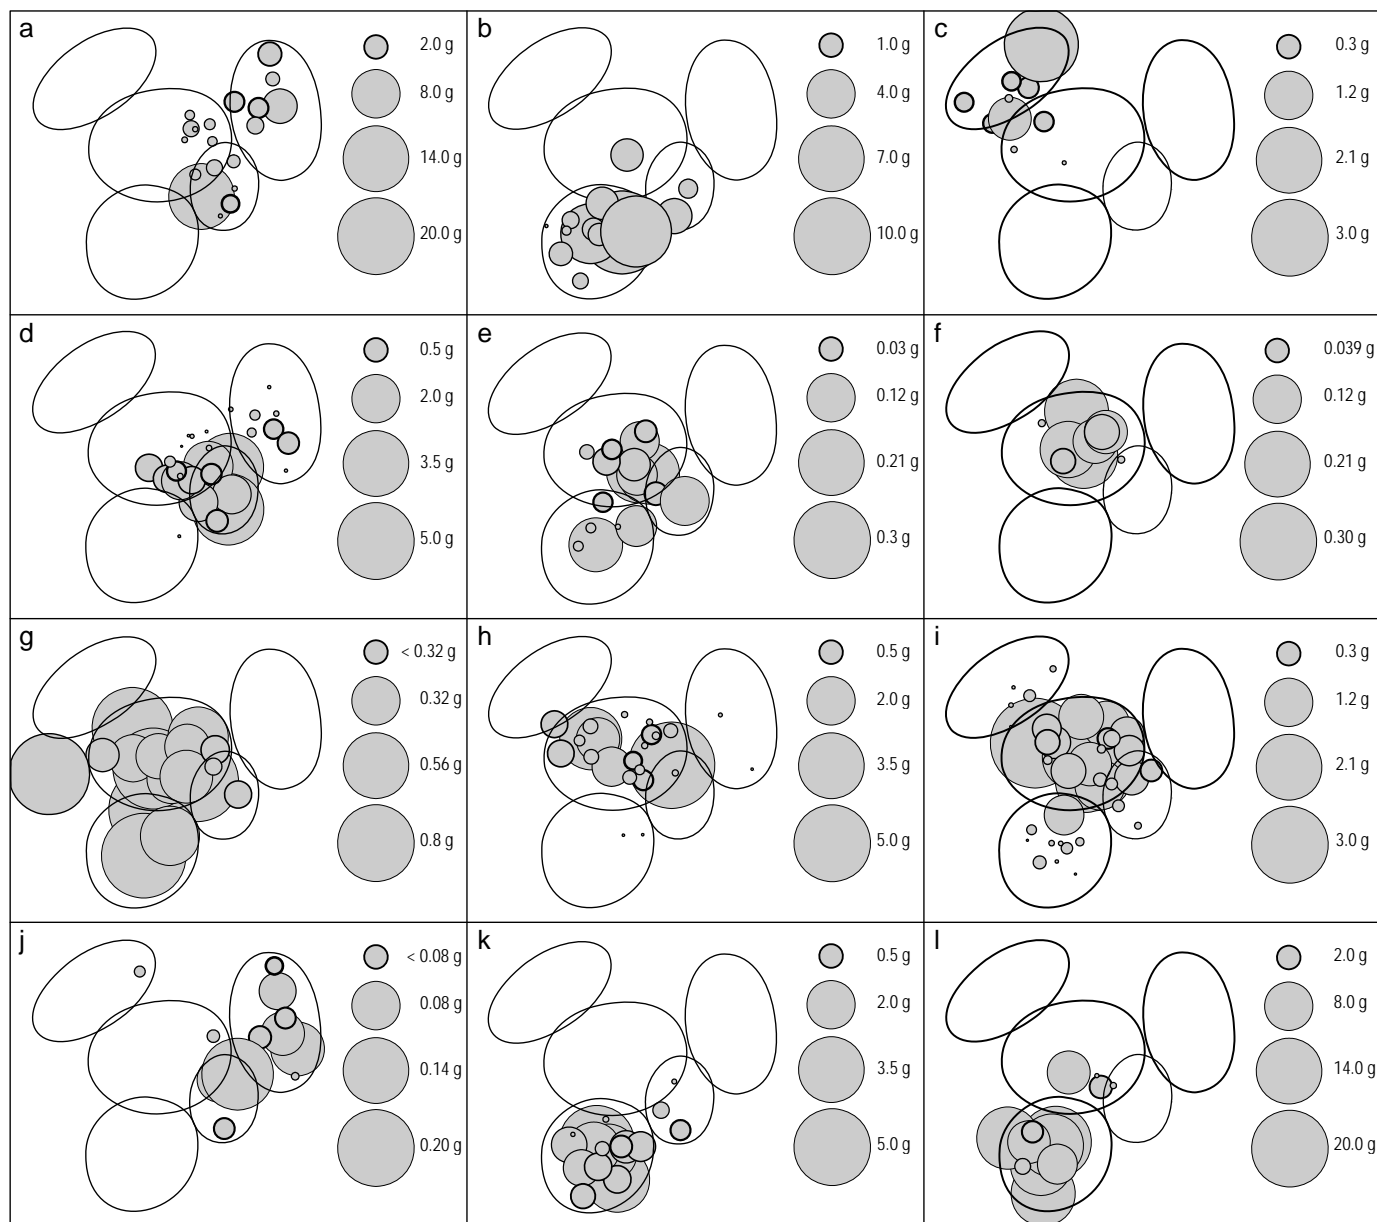 a
2.0 g
8.0 g
14.0 g
20.0 g
b
1.0 g
4.0 g
7.0 g
10.0 g
c
0.3 g
1.2 g
2.1 g
3.0 g
d
0.5 g
2.0 g
3.5 g
5.0 g
e
0.03 g
0.12 g
0.21 g
0.3 g
f
0.039 g
0.12 g
0.21 g
0.30 g
g
< 0.32 g
0.32 g
0.56 g
0.8 g
h
0.5 g
2.0 g
3.5 g
5.0 g
i
0.3 g
1.2 g
2.1 g
3.0 g
j
< 0.08 g
0.08 g
0.14 g
0.20 g
k
0.5 g
2.0 g
3.5 g
5.0 g
l
2.0 g
8.0 g
14.0 g
20.0 g